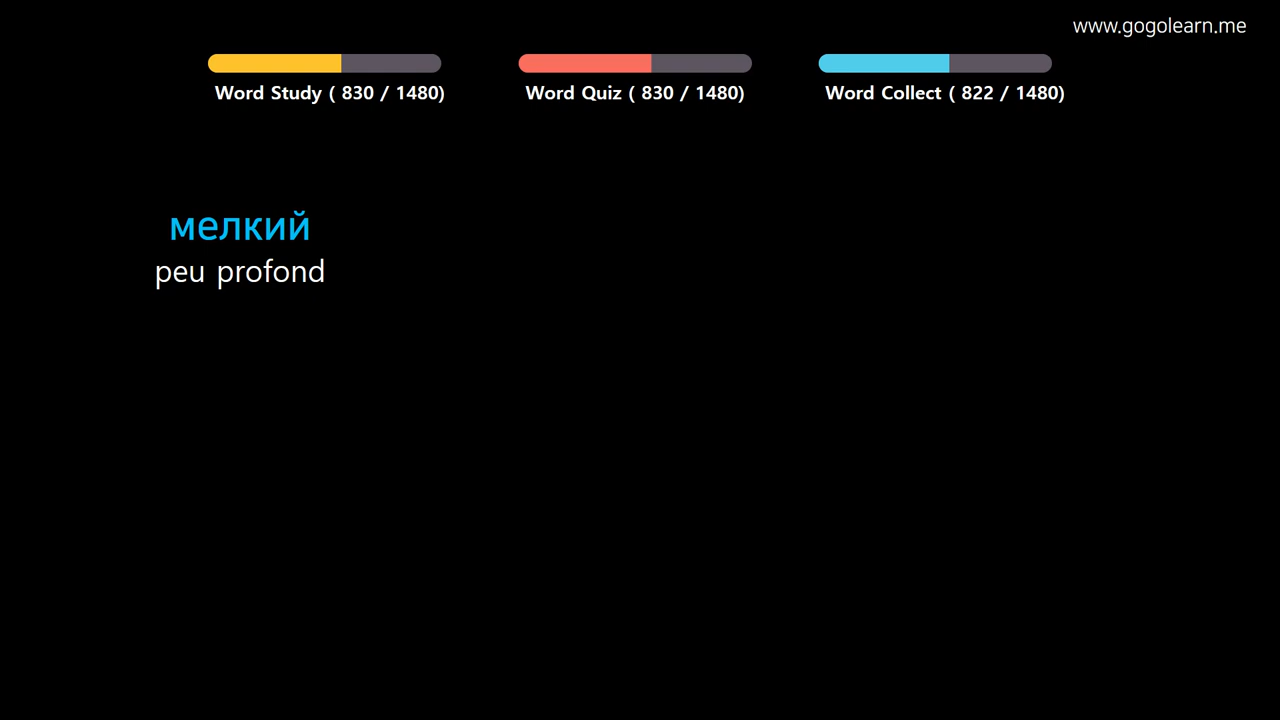 www.gogolearn.me
Word Study ( 830 / 1480)
Word Quiz ( 830 / 1480)
Word Collect ( 822 / 1480)
мелкий
peu profond